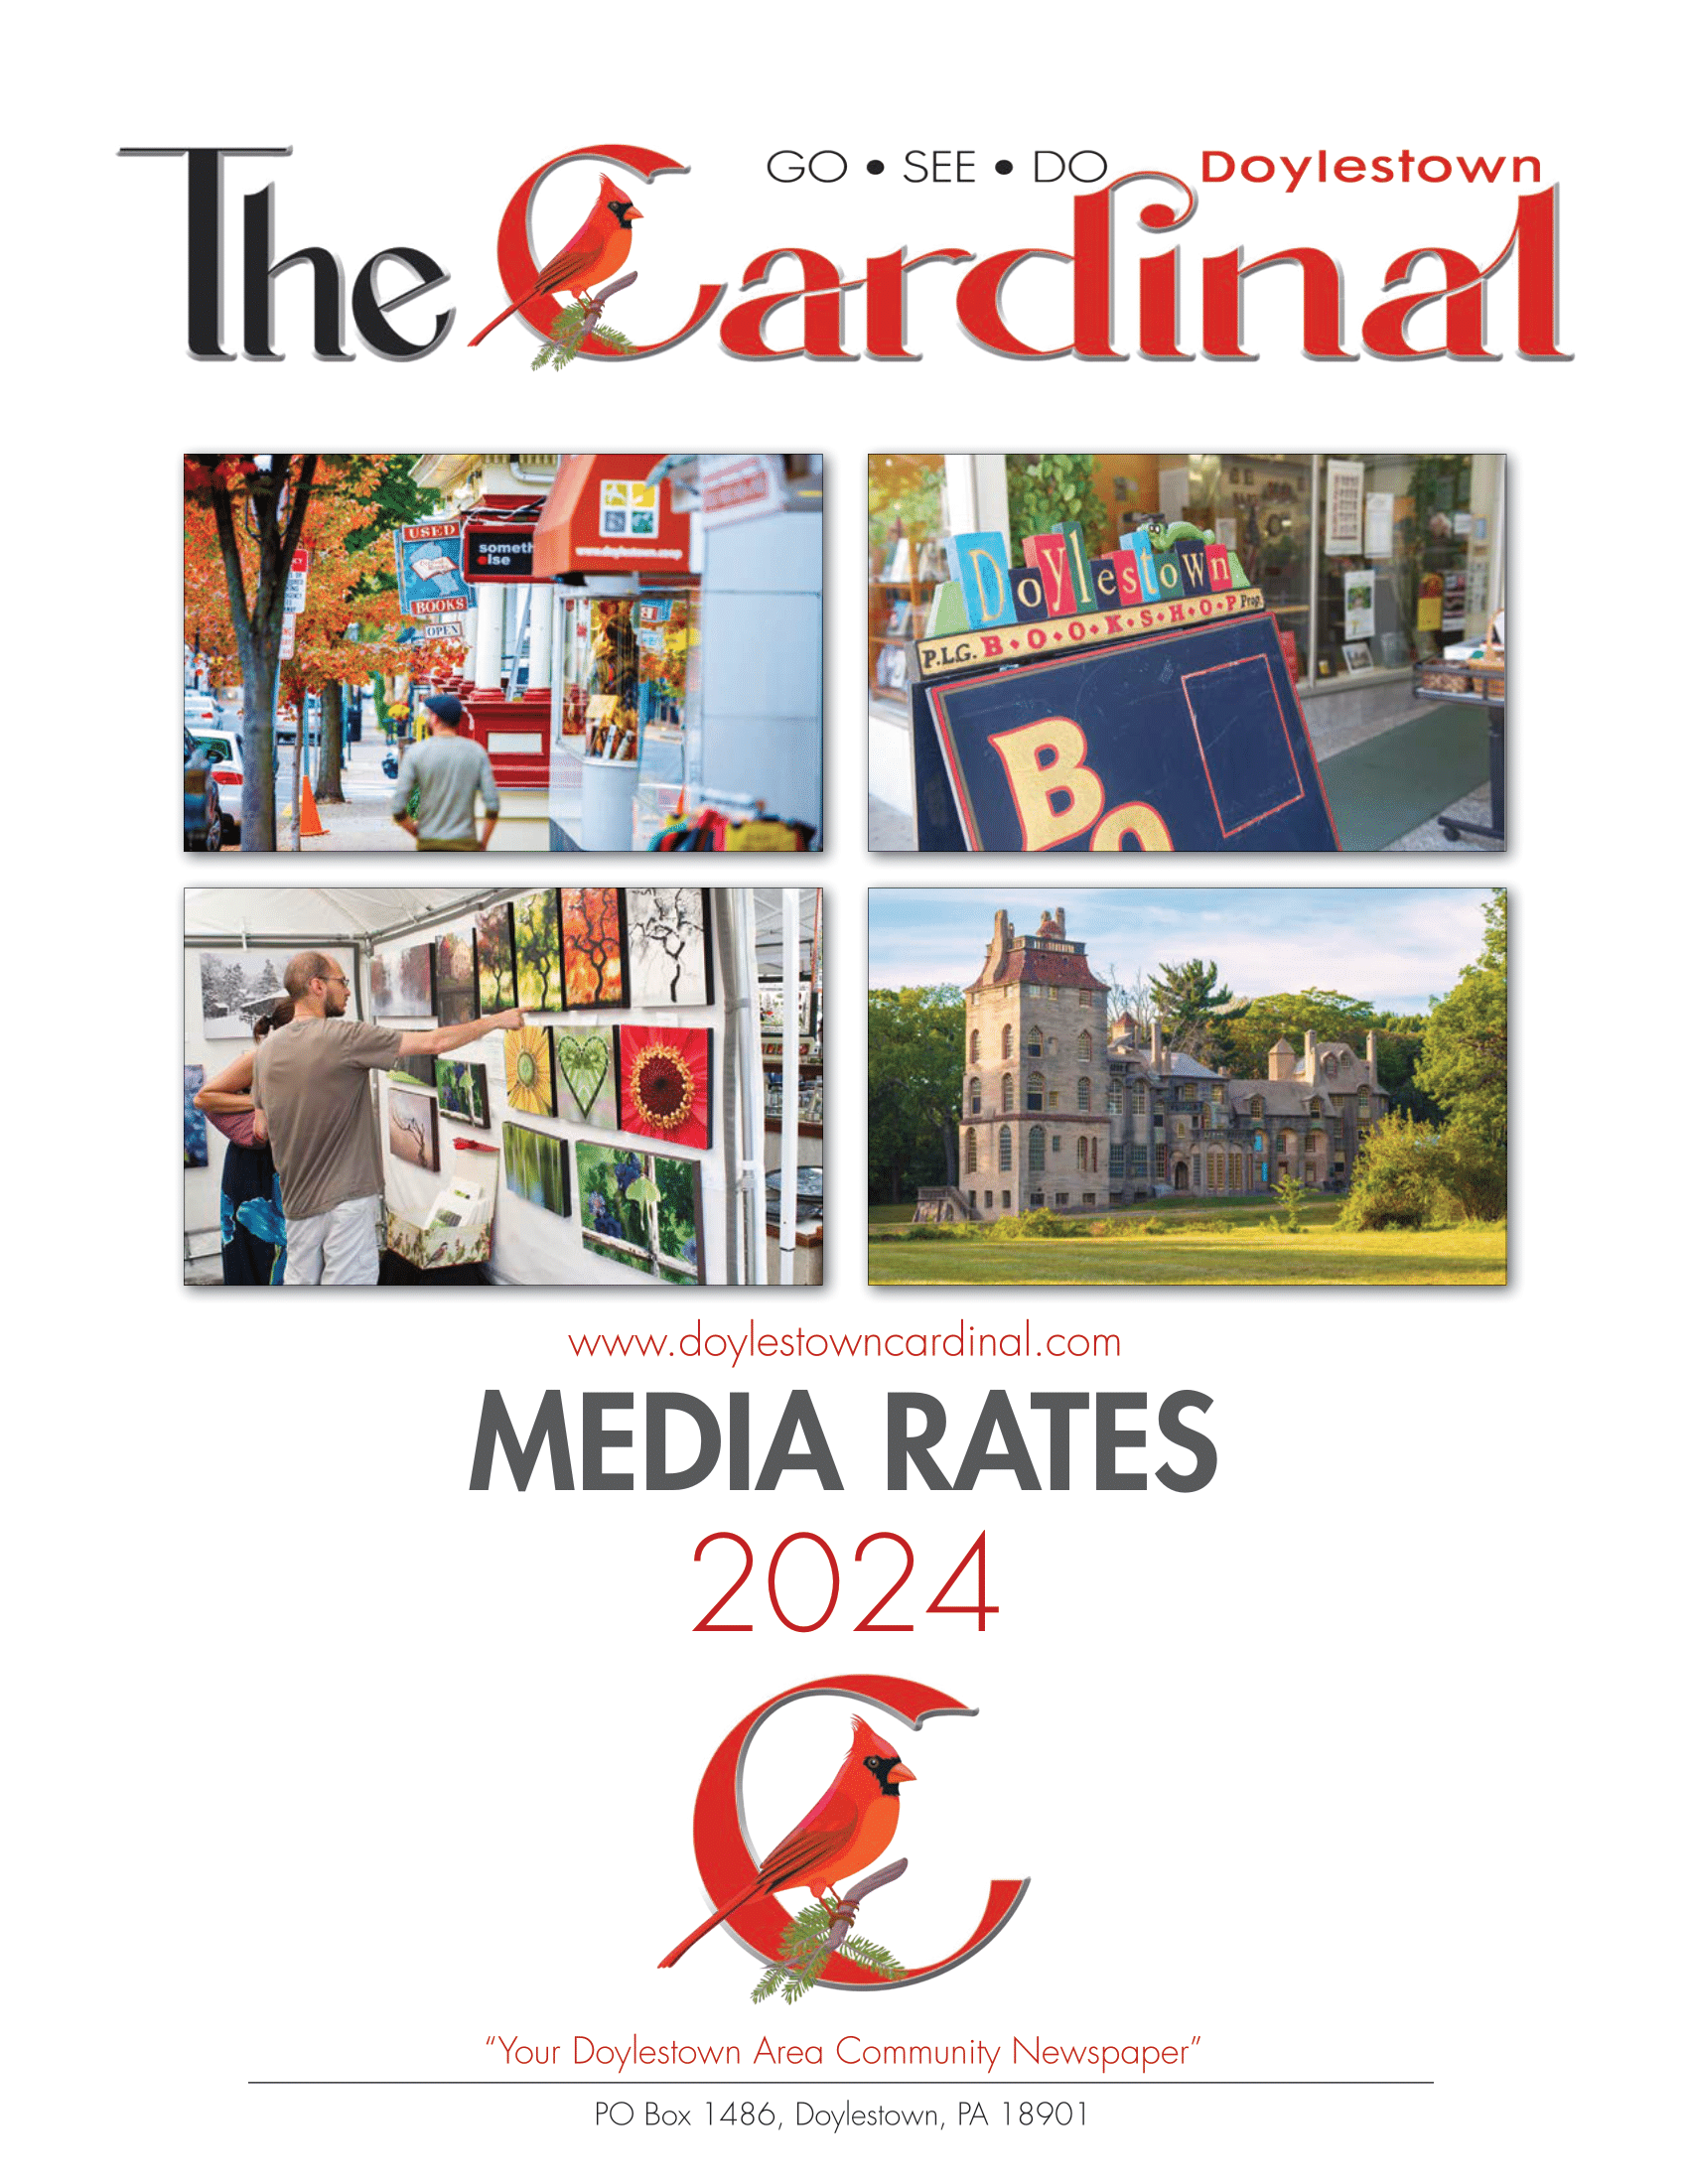 GO • SEE • DO Doylestown
The Cardinal
USED
BOOKS
OPEN
someth
else
Doylestown
P.L.G. B•O•O•K•S•H•O•P Prop.
BO
www.doylestowncardinal.com
MEDIA RATES
2024
C
“Your Doylestown Area Community Newspaper”
PO Box 1486, Doylestown, PA 18901